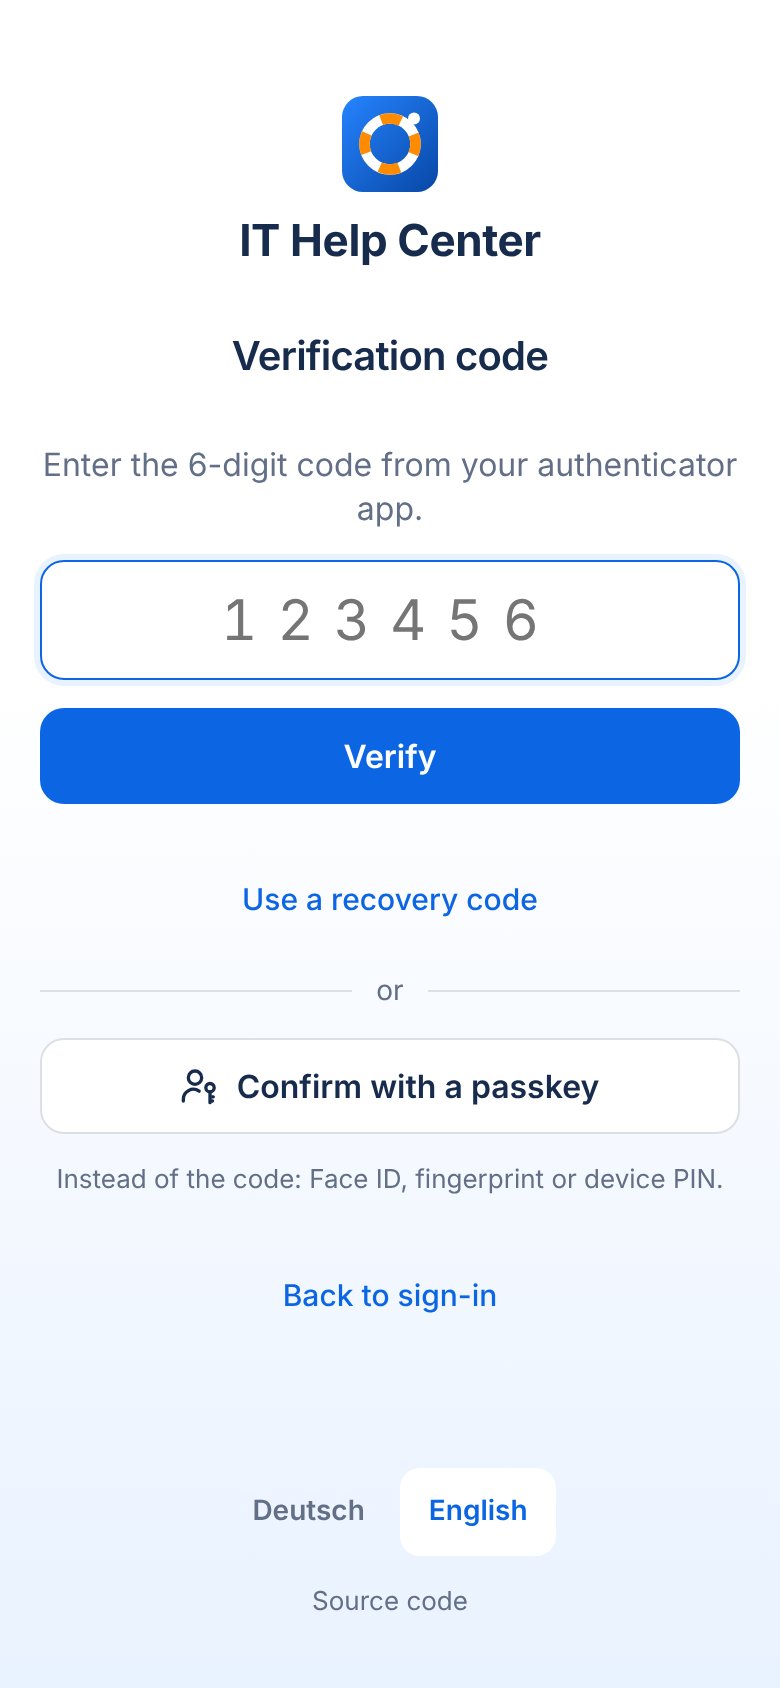 IT Help Center
Verification code
Enter the 6-digit code from your authenticator
app.
1 2 3 4 5 6
Verify
Use a recovery code
or
Confirm with a passkey
Instead of the code: Face ID, fingerprint or device PIN.
Back to sign-in
Deutsch English
Source code